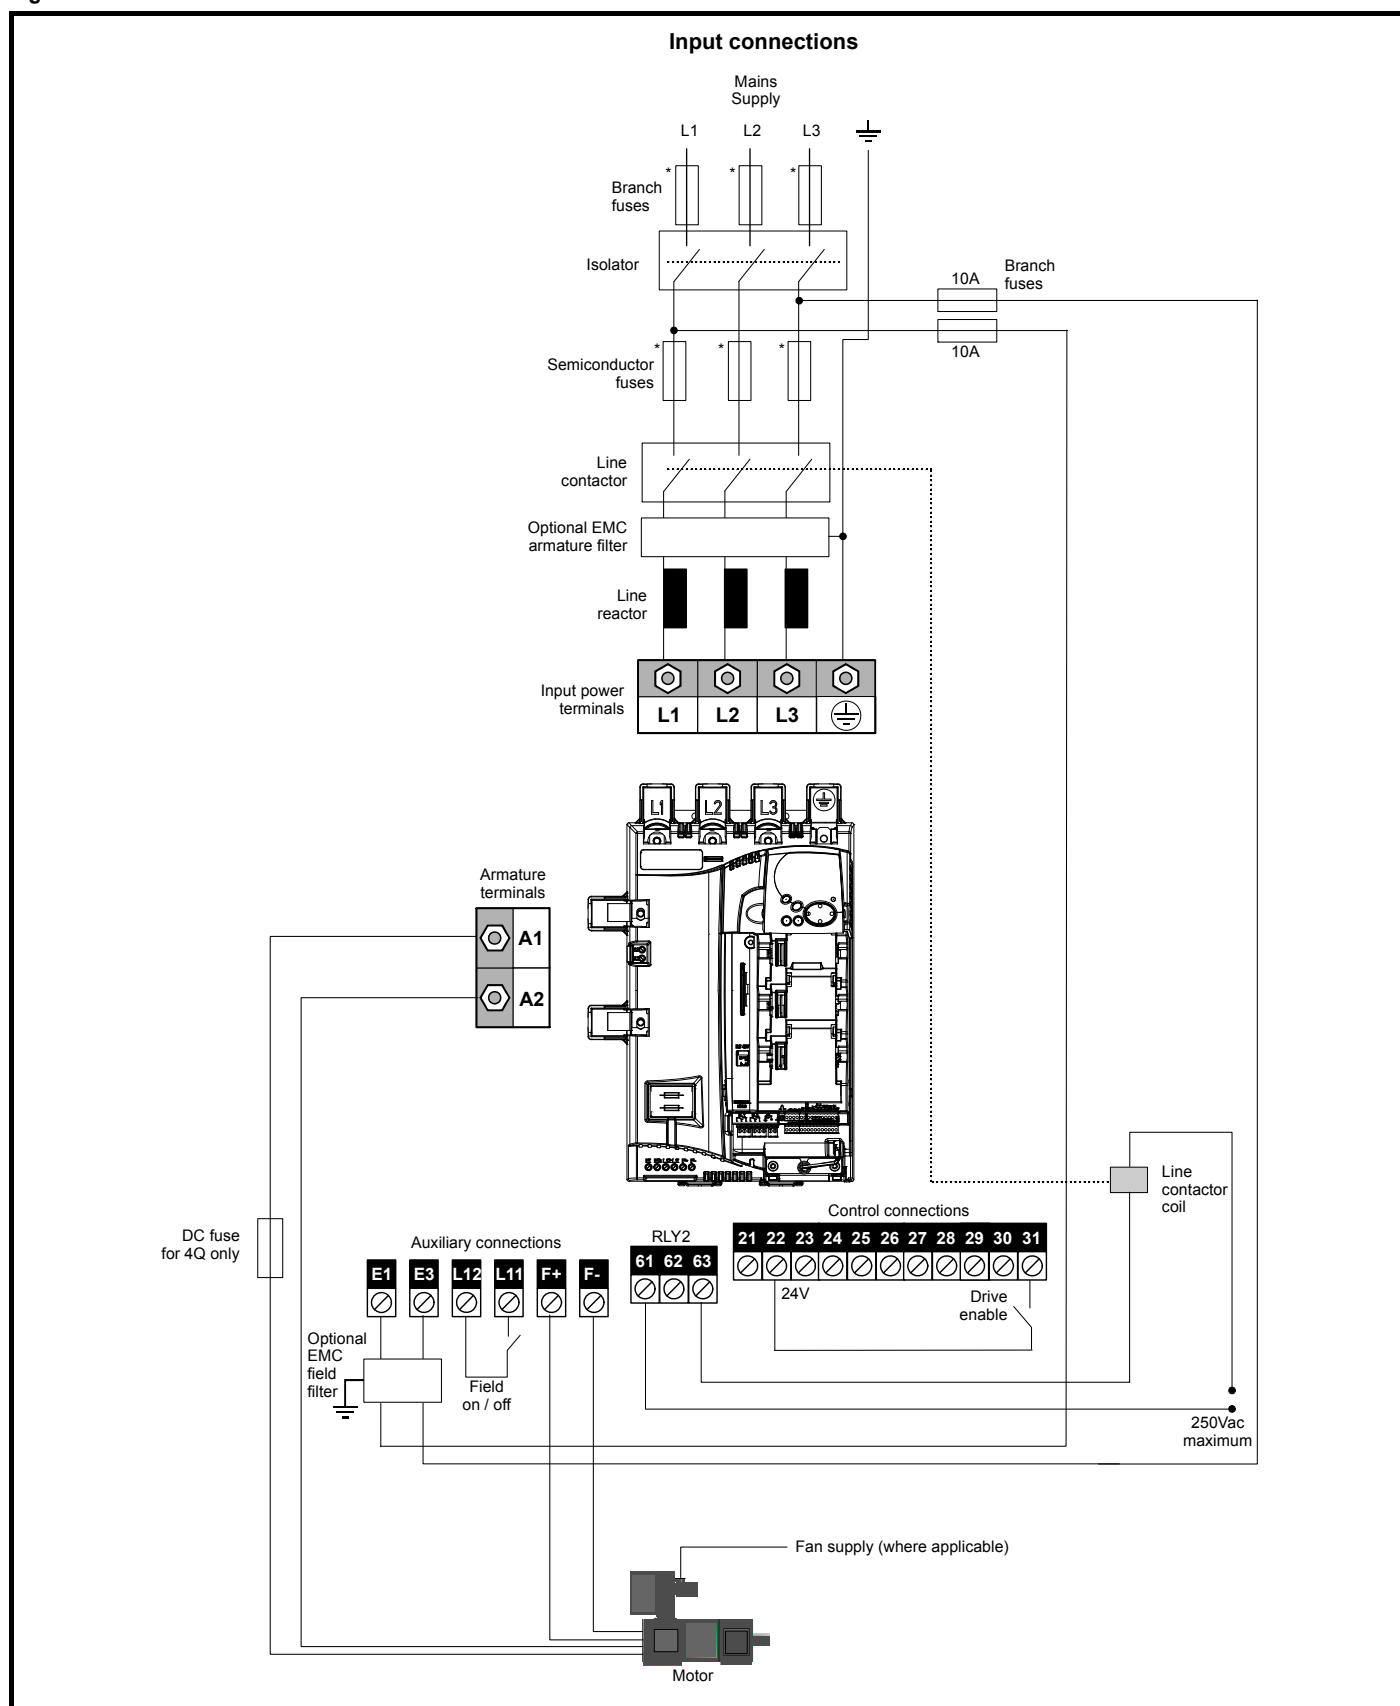 Input connections
Mains
Supply
L1 L2 L3
* * *
Branch
fuses
Isolator
10A
Branch
fuses
10A
* * *
Semiconductor
fuses
Line
contactor
Optional EMC
armature filter
Line
reactor
Input power
terminals
L1 L2 L3
L1 L2 L3
Armature
terminals
A1
A2
Line
contactor
coil
Control connections
21 22 23 24 25 26 27 28 29 30 31
24V
Drive
enable
RLY2
61 62 63
DC fuse
for 4Q only
Auxiliary connections
E1 E3 L12 L11 F+ F-
Optional
EMC
field
filter
Field
on / off
250Vac
maximum
Fan supply (where applicable)
Motor